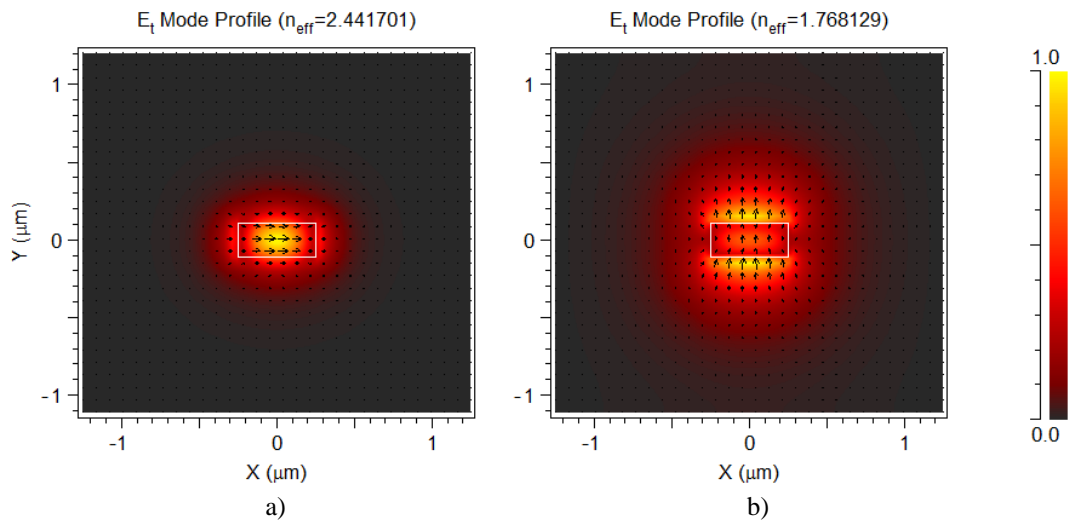 Et Mode Profile (neff=2.441701)
Et Mode Profile (neff=1.768129)
1.0
1
0
-1
1
0
-1
Y (μm)
0.0
-1 0 1
-1 0 1
X (μm)
X (μm)
a)
b)